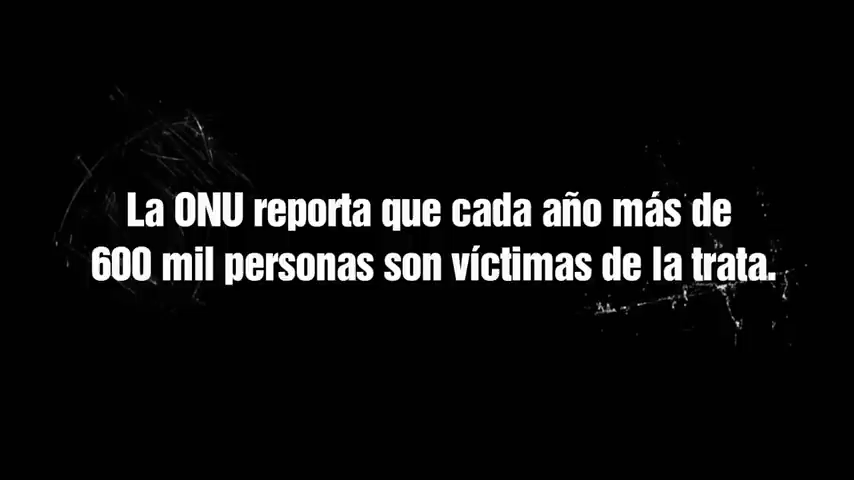 La ONU reporta que cada año más de
600 mil personas son víctimas de la trata.